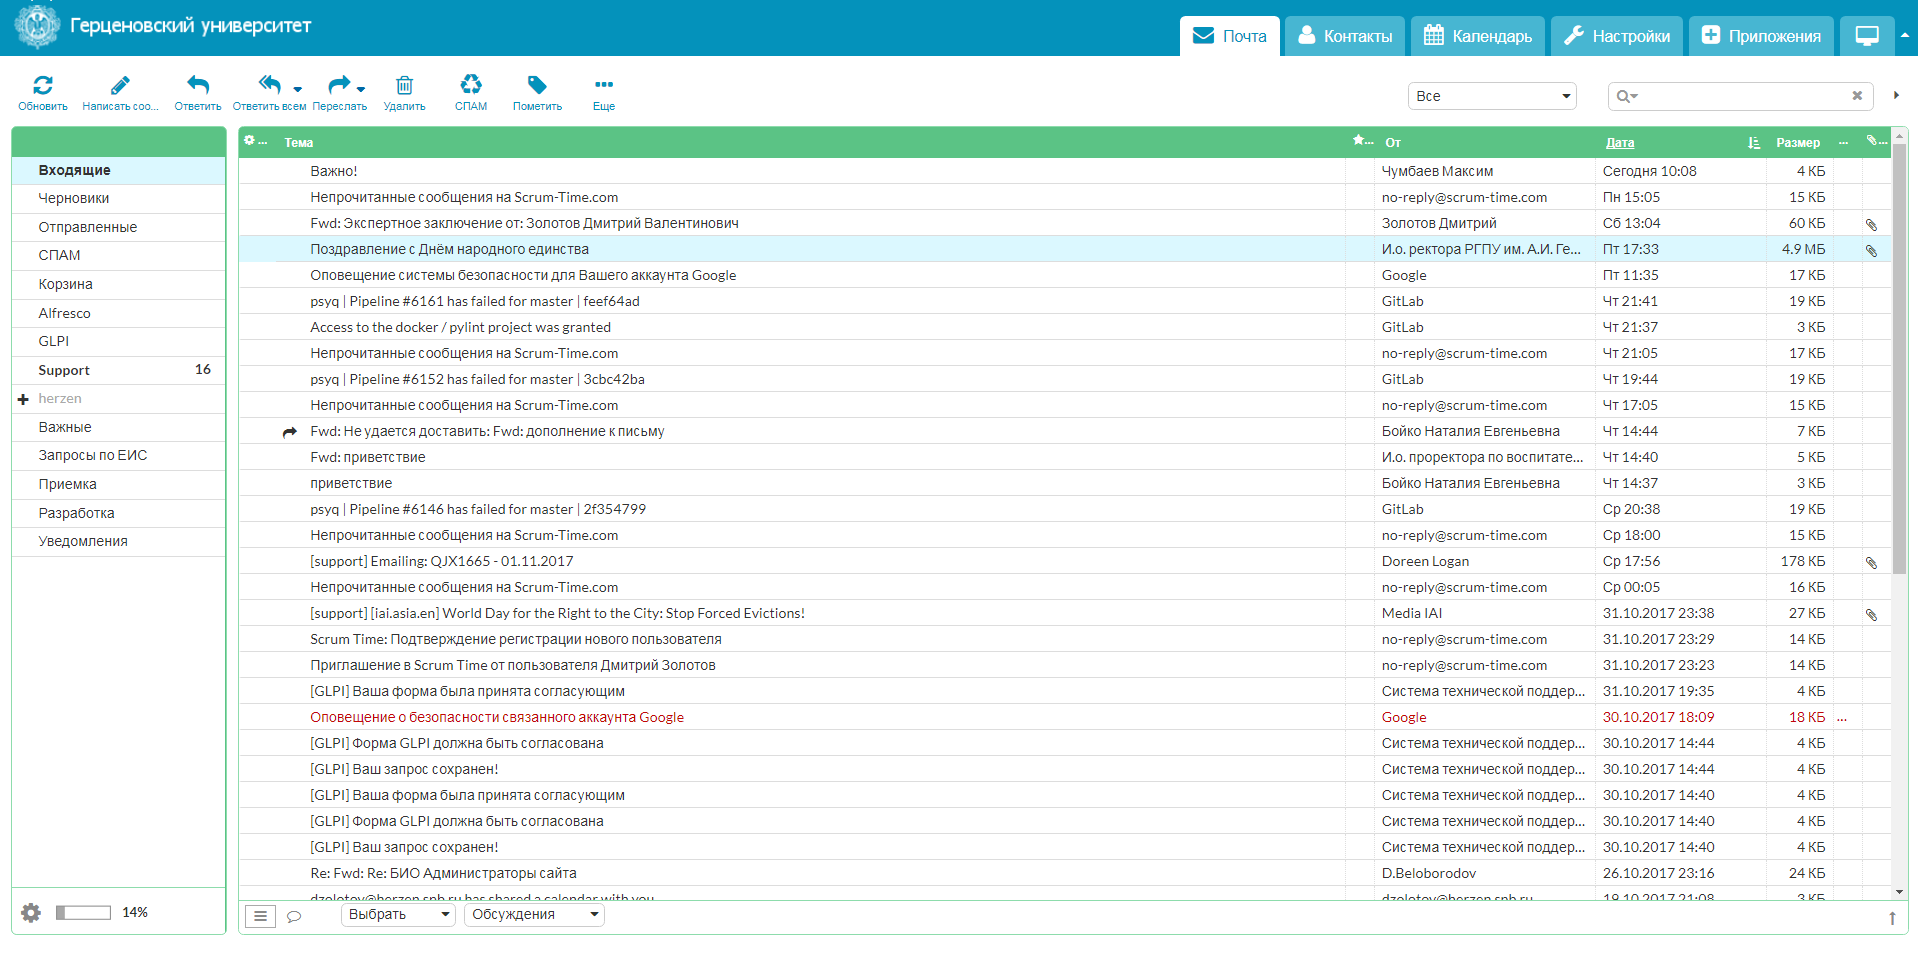 Герценовский университет
Почта
Контакты
Календарь
Настройки
Приложения
Обновить
Написать соо...
Ответить
Ответить всем
Переслать
Удалить
СПАМ
Пометить
Еще
Все
Входящие
Черновики
Отправленные
СПАМ
Корзина
Alfresco
GLPI
Support 16
herzen
Важные
Запросы по ЕИС
Приемка
Разработка
Уведомления
14%
... Тема ... От Дата Размер ... ...
Важно! Чумбаев Максим Сегодня 10:08 4 КБ
Непрочитанные сообщения на Scrum-Time.com no-reply@scrum-time.com Пн 15:05 15 КБ
Fwd: Экспертное заключение от: Золотов Дмитрий Валентинович Золотов Дмитрий Сб 13:04 60 КБ
Поздравление с Днём народного единства И.о. ректора РГПУ им. А.И. Ге... Пт 17:33 4.9 МБ
Оповещение системы безопасности для Вашего аккаунта Google Google Пт 11:35 17 КБ
psyq | Pipeline #6161 has failed for master | feef64ad GitLab Чт 21:41 19 КБ
Access to the docker / pylint project was granted GitLab Чт 21:37 3 КБ
Непрочитанные сообщения на Scrum-Time.com no-reply@scrum-time.com Чт 21:05 17 КБ
psyq | Pipeline #6152 has failed for master | 3cbc42ba GitLab Чт 19:44 19 КБ
Непрочитанные сообщения на Scrum-Time.com no-reply@scrum-time.com Чт 17:05 15 КБ
Fwd: Не удается доставить: Fwd: дополнение к письму Бойко Наталия Евгеньевна Чт 14:44 7 КБ
Fwd: приветствие И.о. проректора по воспитате... Чт 14:40 5 КБ
приветствие Бойко Наталия Евгеньевна Чт 14:37 3 КБ
psyq | Pipeline #6146 has failed for master | 2f354799 GitLab Ср 20:38 19 КБ
Непрочитанные сообщения на Scrum-Time.com no-reply@scrum-time.com Ср 18:00 15 КБ
[support] Emailing: QJX1665 - 01.11.2017 Doreen Logan Ср 17:56 178 КБ
Непрочитанные сообщения на Scrum-Time.com no-reply@scrum-time.com Ср 00:05 16 КБ
[support] [iai.asia.en] World Day for the Right to the City: Stop Forced Evictions! Media IAI 31.10.2017 23:38 27 КБ
Scrum Time: Подтверждение регистрации нового пользователя no-reply@scrum-time.com 31.10.2017 23:29 14 КБ
Приглашение в Scrum Time от пользователя Дмитрий Золотов no-reply@scrum-time.com 31.10.2017 23:23 14 КБ
[GLPI] Ваша форма была принята согласующим Система технической поддер... 31.10.2017 19:35 4 КБ
Оповещение о безопасности связанного аккаунта Google Google 30.10.2017 18:09 18 КБ ...
[GLPI] Форма GLPI должна быть согласована Система технической поддер... 30.10.2017 14:44 4 КБ
[GLPI] Ваш запрос сохранен! Система технической поддер... 30.10.2017 14:44 4 КБ
[GLPI] Ваша форма была принята согласующим Система технической поддер... 30.10.2017 14:40 4 КБ
[GLPI] Форма GLPI должна быть согласована Система технической поддер... 30.10.2017 14:40 4 КБ
[GLPI] Ваш запрос сохранен! Система технической поддер... 30.10.2017 14:40 4 КБ
Re: Fwd: Re: БИО Администраторы сайта D.Beloborodov 26.10.2017 23:16 24 КБ
dzolotov@herzen.spb.ru has shared a calendar with you dzolotov@herzen.spb.ru 19.10.2017 21:08 3 КБ
Выбрать
Обсуждения